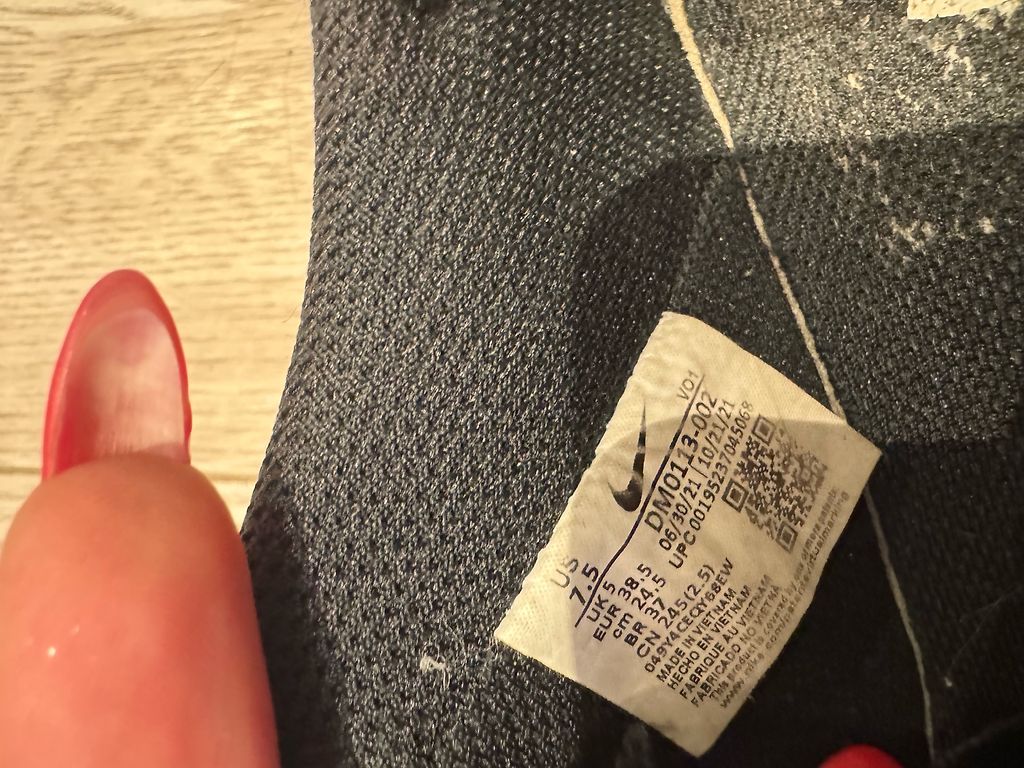 US
7.5
VO1
DM0113-002
06/30/21 10/21/21
UPC 00195237045068
UK 5
EUR 38.5
cm 24.5
BR 37
CN 245(2.5)
MADE IN VIETNAM
HECHO EN VIETNAM
FABRIQUE AU VIETNAM
FABRICADO NO VIETNÃ